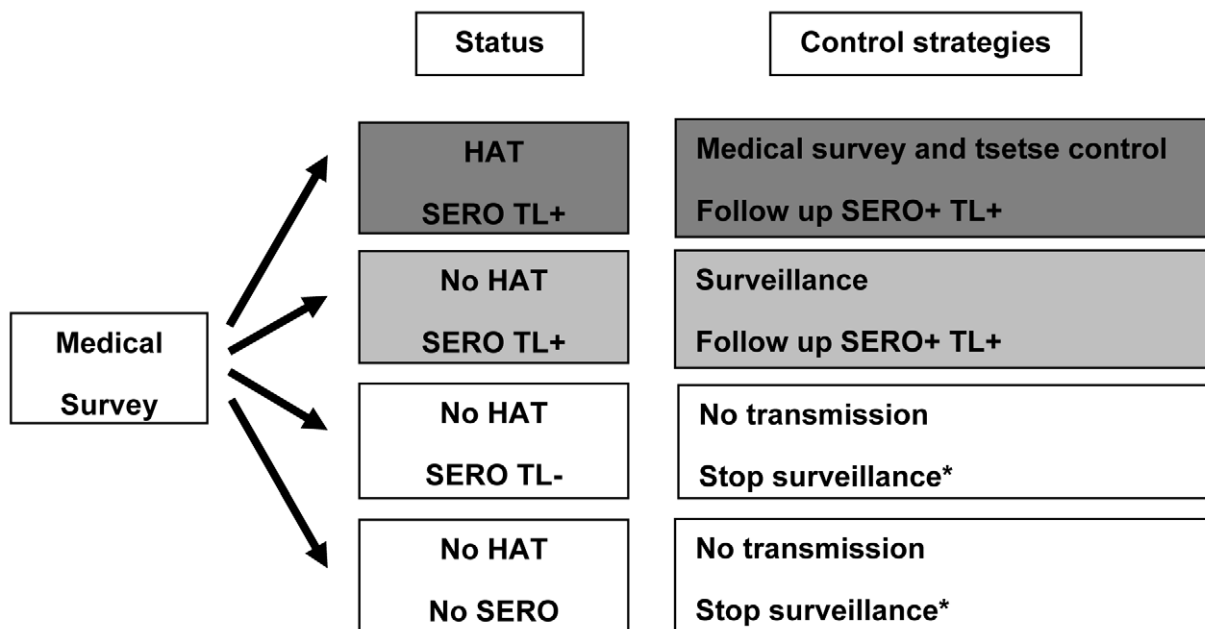 Status
Control strategies
HAT
SERO TL+
Medical survey and tsetse control
Follow up SERO+ TL+
No HAT
SERO TL+
Surveillance
Follow up SERO+ TL+
Medical
Survey
No HAT
SERO TL-
No transmission
Stop surveillance*
No HAT
No SERO
No transmission
Stop surveillance*